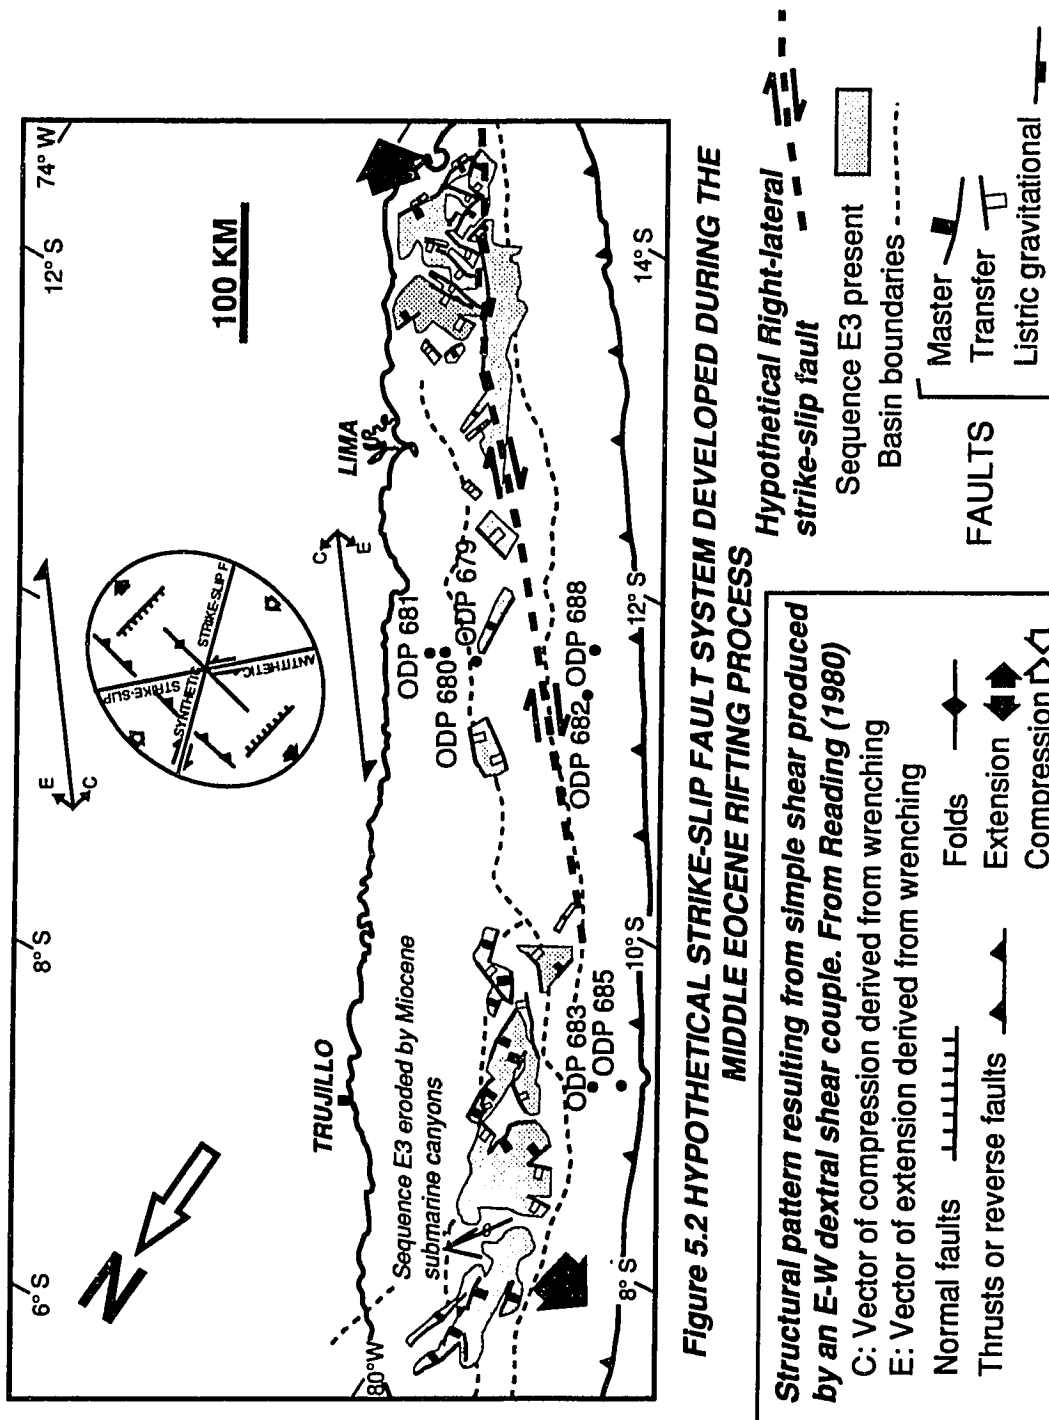 6° S
8° S
12° S
74° W
N
TRUJILLO
LIMA
100 KM
E
C
C
E
STRIKE-SLIP
SYNTHETIC
STRIKE-SLIP F
ANTITHETIC
Sequence E3 eroded by Miocene
submarine canyons
ODP 681
ODP 680
ODP 679
ODP 682
ODP 688
ODP 683
ODP 685
80°W
8° S
10° S
12° S
14° S
Figure 5.2 HYPOTHETICAL STRIKE-SLIP FAULT SYSTEM DEVELOPED DURING THE
MIDDLE EOCENE RIFTING PROCESS
Structural pattern resulting from simple shear produced
by an E-W dextral shear couple. From Reading (1980)
C: Vector of compression derived from wrenching
E: Vector of extension derived from wrenching
Normal faults
Folds
Thrusts or reverse faults
Extension
Compression
Hypothetical Right-lateral
strike-slip fault
Sequence E3 present
Basin boundaries
FAULTS
Master
Transfer
Listric gravitational